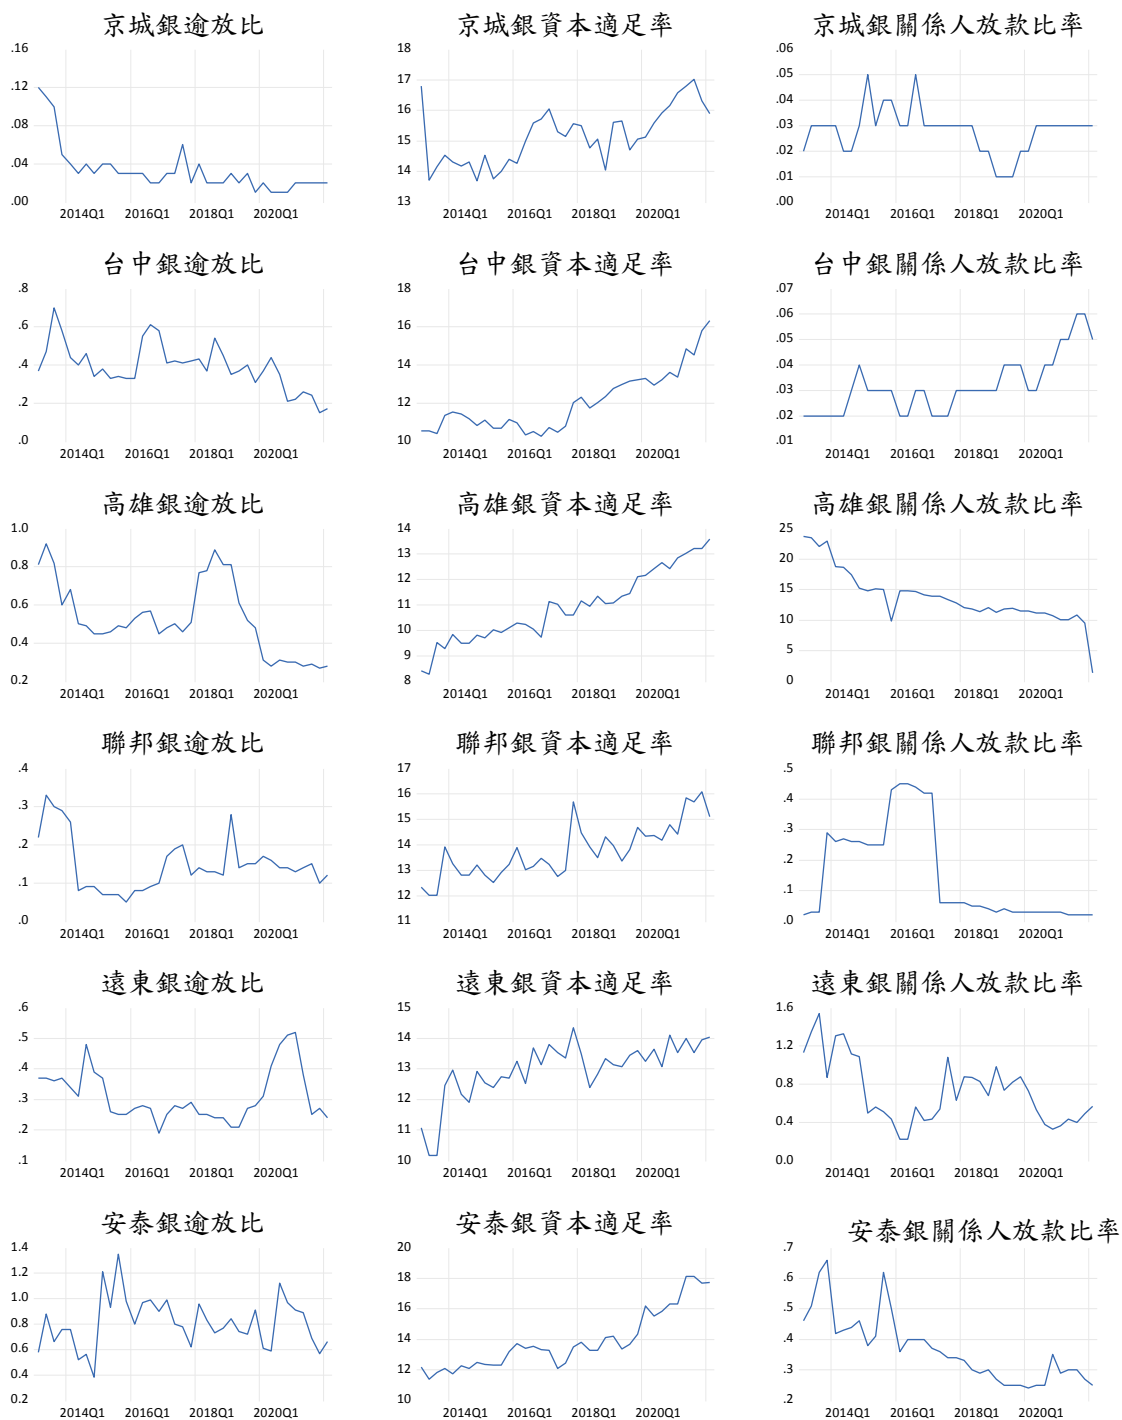 京城銀逾放比
.16
.12
.08
.04
.00
2014Q1 2016Q1 2018Q1 2020Q1
京城銀資本適足率
18
17
16
15
14
13
2014Q1 2016Q1 2018Q1 2020Q1
京城銀關係人放款比率
.06
.05
.04
.03
.02
.01
.00
2014Q1 2016Q1 2018Q1 2020Q1
台中銀逾放比
.8
.6
.4
.2
.0
2014Q1 2016Q1 2018Q1 2020Q1
台中銀資本適足率
18
16
14
12
10
2014Q1 2016Q1 2018Q1 2020Q1
台中銀關係人放款比率
.07
.06
.05
.04
.03
.02
.01
2014Q1 2016Q1 2018Q1 2020Q1
高雄銀逾放比
1.0
0.8
0.6
0.4
0.2
2014Q1 2016Q1 2018Q1 2020Q1
高雄銀資本適足率
14
13
12
11
10
9
8
2014Q1 2016Q1 2018Q1 2020Q1
高雄銀關係人放款比率
25
20
15
10
5
0
2014Q1 2016Q1 2018Q1 2020Q1
聯邦銀逾放比
.4
.3
.2
.1
.0
2014Q1 2016Q1 2018Q1 2020Q1
聯邦銀資本適足率
17
16
15
14
13
12
11
2014Q1 2016Q1 2018Q1 2020Q1
聯邦銀關係人放款比率
.5
.4
.3
.2
.1
.0
2014Q1 2016Q1 2018Q1 2020Q1
遠東銀逾放比
.6
.5
.4
.3
.2
.1
2014Q1 2016Q1 2018Q1 2020Q1
遠東銀資本適足率
15
14
13
12
11
10
2014Q1 2016Q1 2018Q1 2020Q1
遠東銀關係人放款比率
1.6
1.2
0.8
0.4
0.0
2014Q1 2016Q1 2018Q1 2020Q1
安泰銀逾放比
1.4
1.2
1.0
0.8
0.6
0.4
0.2
2014Q1 2016Q1 2018Q1 2020Q1
安泰銀資本適足率
20
18
16
14
12
10
2014Q1 2016Q1 2018Q1 2020Q1
安泰銀關係人放款比率
.7
.6
.5
.4
.3
.2
2014Q1 2016Q1 2018Q1 2020Q1